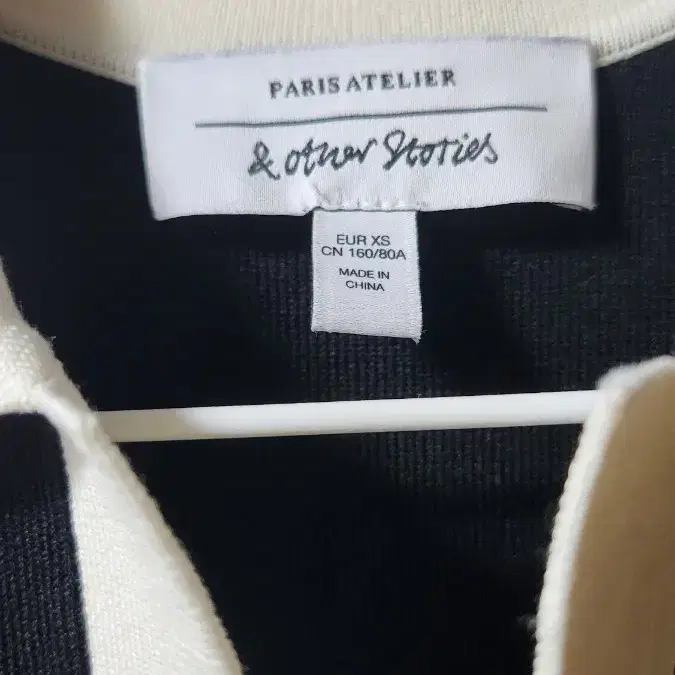 PARIS ATELIER
& other Stories
EUR XS
CN 160/80A
MADE IN
CHINA